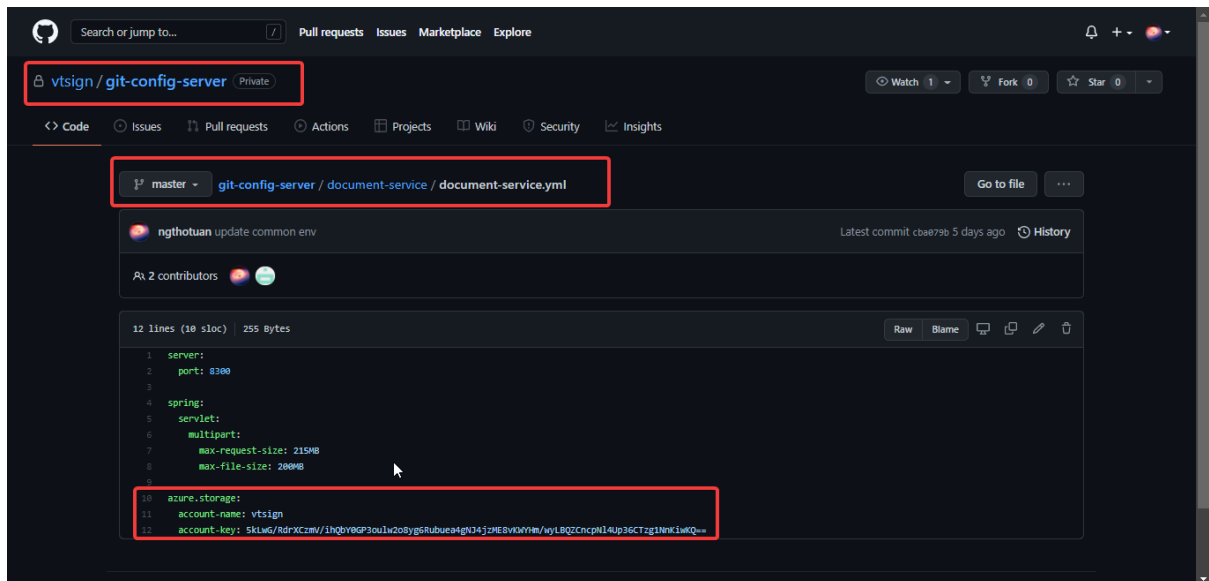 Search or jump to... / Pull requests Issues Marketplace Explore
vtsign / git-config-server Private Watch 1 Fork 0 Star 0
Code Issues Pull requests Actions Projects Wiki Security Insights
master git-config-server / document-service / document-service.yml Go to file ...
ngthotuan update common env Latest commit cba079b 5 days ago History
2 contributors
12 lines (10 sloc) 255 Bytes Raw Blame
1 server:
2 port: 8300
3
4 spring:
5 servlet:
6 multipart:
7 max-request-size: 215MB
8 max-file-size: 200MB
9
10 azure.storage:
11 account-name: vtsign
12 account-key: